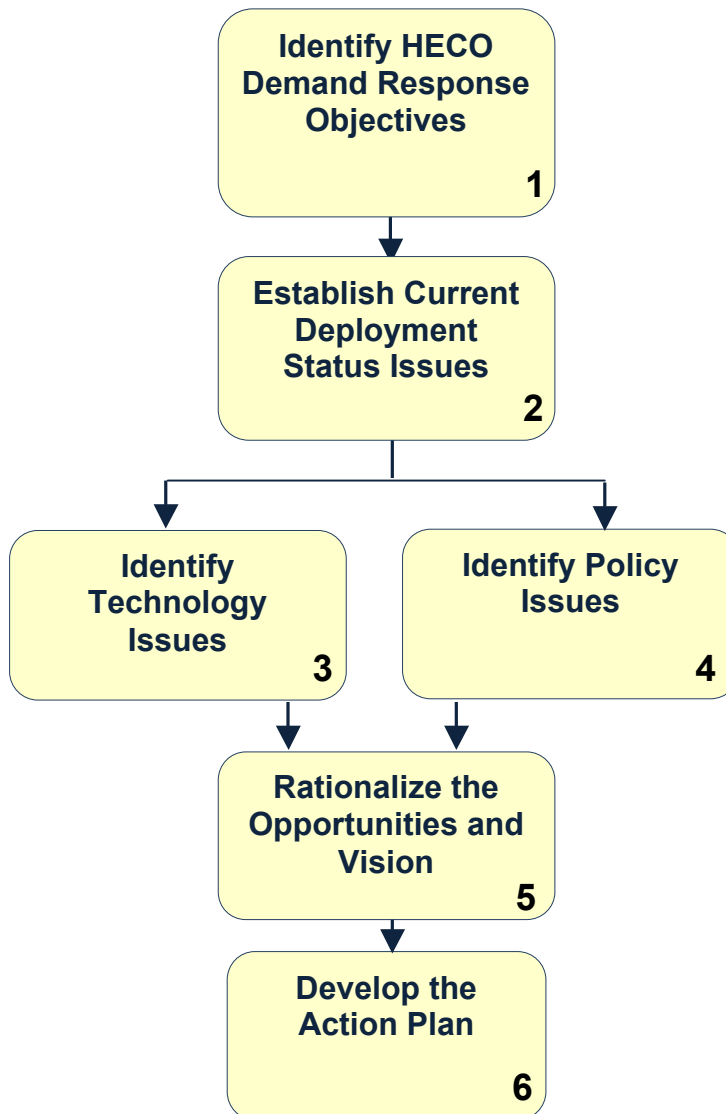 Identify HECO
Demand Response
Objectives
1
Establish Current
Deployment
Status Issues
2
Identify
Technology
Issues
3
Identify Policy
Issues
4
Rationalize the
Opportunities and
Vision
5
Develop the
Action Plan
6